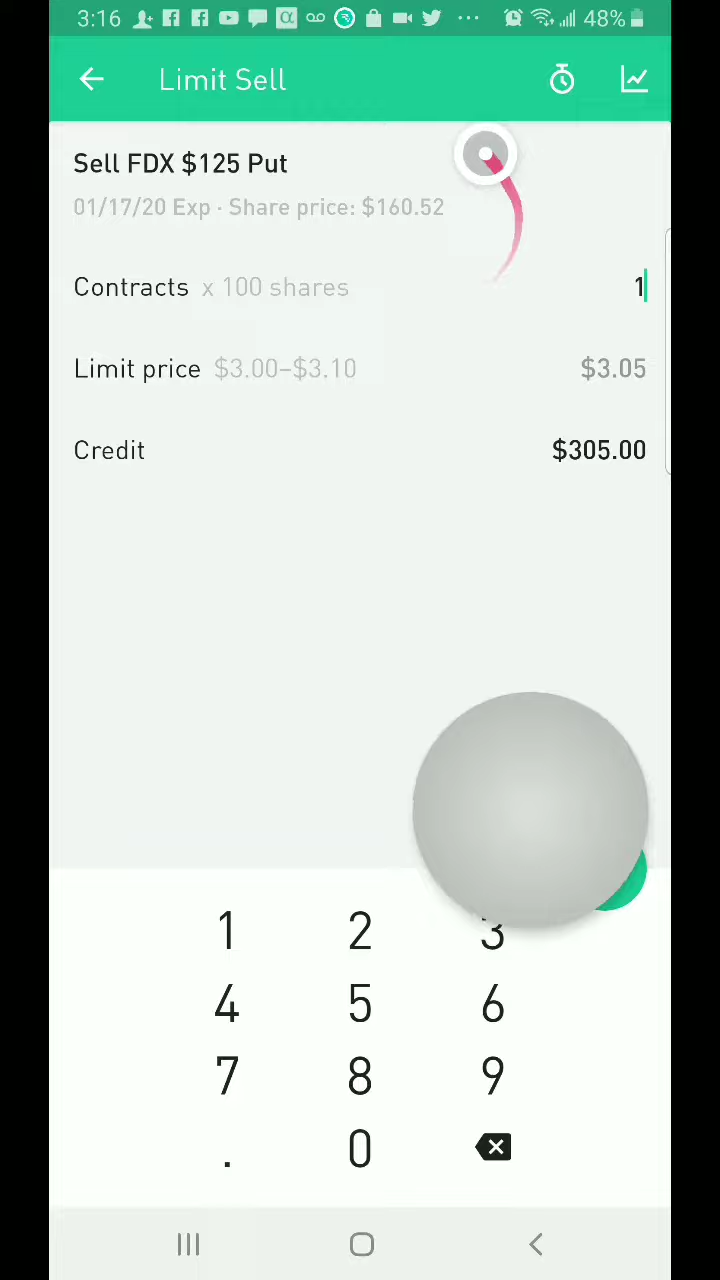 3:16 48%
Limit Sell
Sell FDX $125 Put
01/17/20 Exp · Share price: $160.52
Contracts x 100 shares 1
Limit price $3.00–$3.10 $3.05
Credit $305.00
1 2 3
4 5 6
7 8 9
. 0